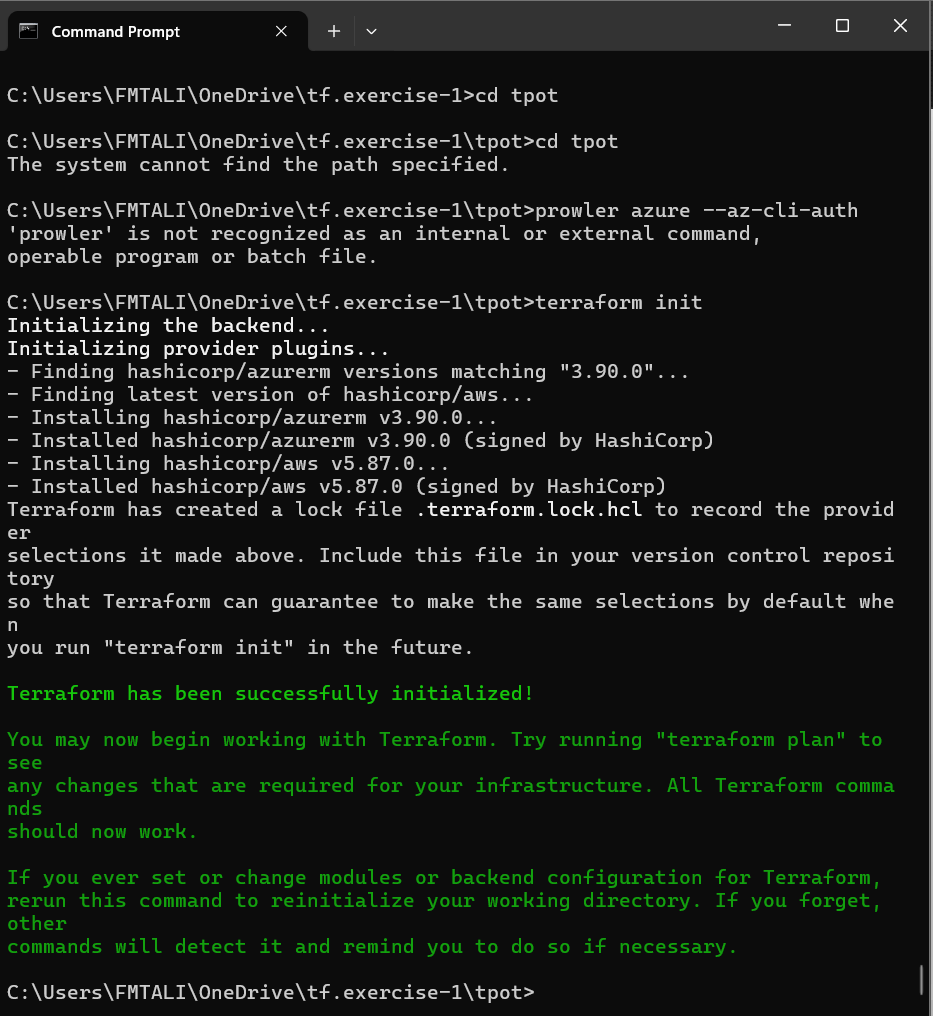 Command Prompt
C:\Users\FMTALI\OneDrive\tf.exercise-1>cd tpot
C:\Users\FMTALI\OneDrive\tf.exercise-1\tpot>cd tpot
The system cannot find the path specified.
C:\Users\FMTALI\OneDrive\tf.exercise-1\tpot>prowler azure --az-cli-auth
'prowler' is not recognized as an internal or external command,
operable program or batch file.
C:\Users\FMTALI\OneDrive\tf.exercise-1\tpot>terraform init
Initializing the backend...
Initializing provider plugins...
- Finding hashicorp/azurerm versions matching "3.90.0"...
- Finding latest version of hashicorp/aws...
- Installing hashicorp/azurerm v3.90.0...
- Installed hashicorp/azurerm v3.90.0 (signed by HashiCorp)
- Installing hashicorp/aws v5.87.0...
- Installed hashicorp/aws v5.87.0 (signed by HashiCorp)
Terraform has created a lock file .terraform.lock.hcl to record the provid
er
selections it made above. Include this file in your version control reposi
tory
so that Terraform can guarantee to make the same selections by default whe
n
you run "terraform init" in the future.
Terraform has been successfully initialized!
You may now begin working with Terraform. Try running "terraform plan" to
see
any changes that are required for your infrastructure. All Terraform comma
nds
should now work.
If you ever set or change modules or backend configuration for Terraform,
rerun this command to reinitialize your working directory. If you forget,
other
commands will detect it and remind you to do so if necessary.
C:\Users\FMTALI\OneDrive\tf.exercise-1\tpot>